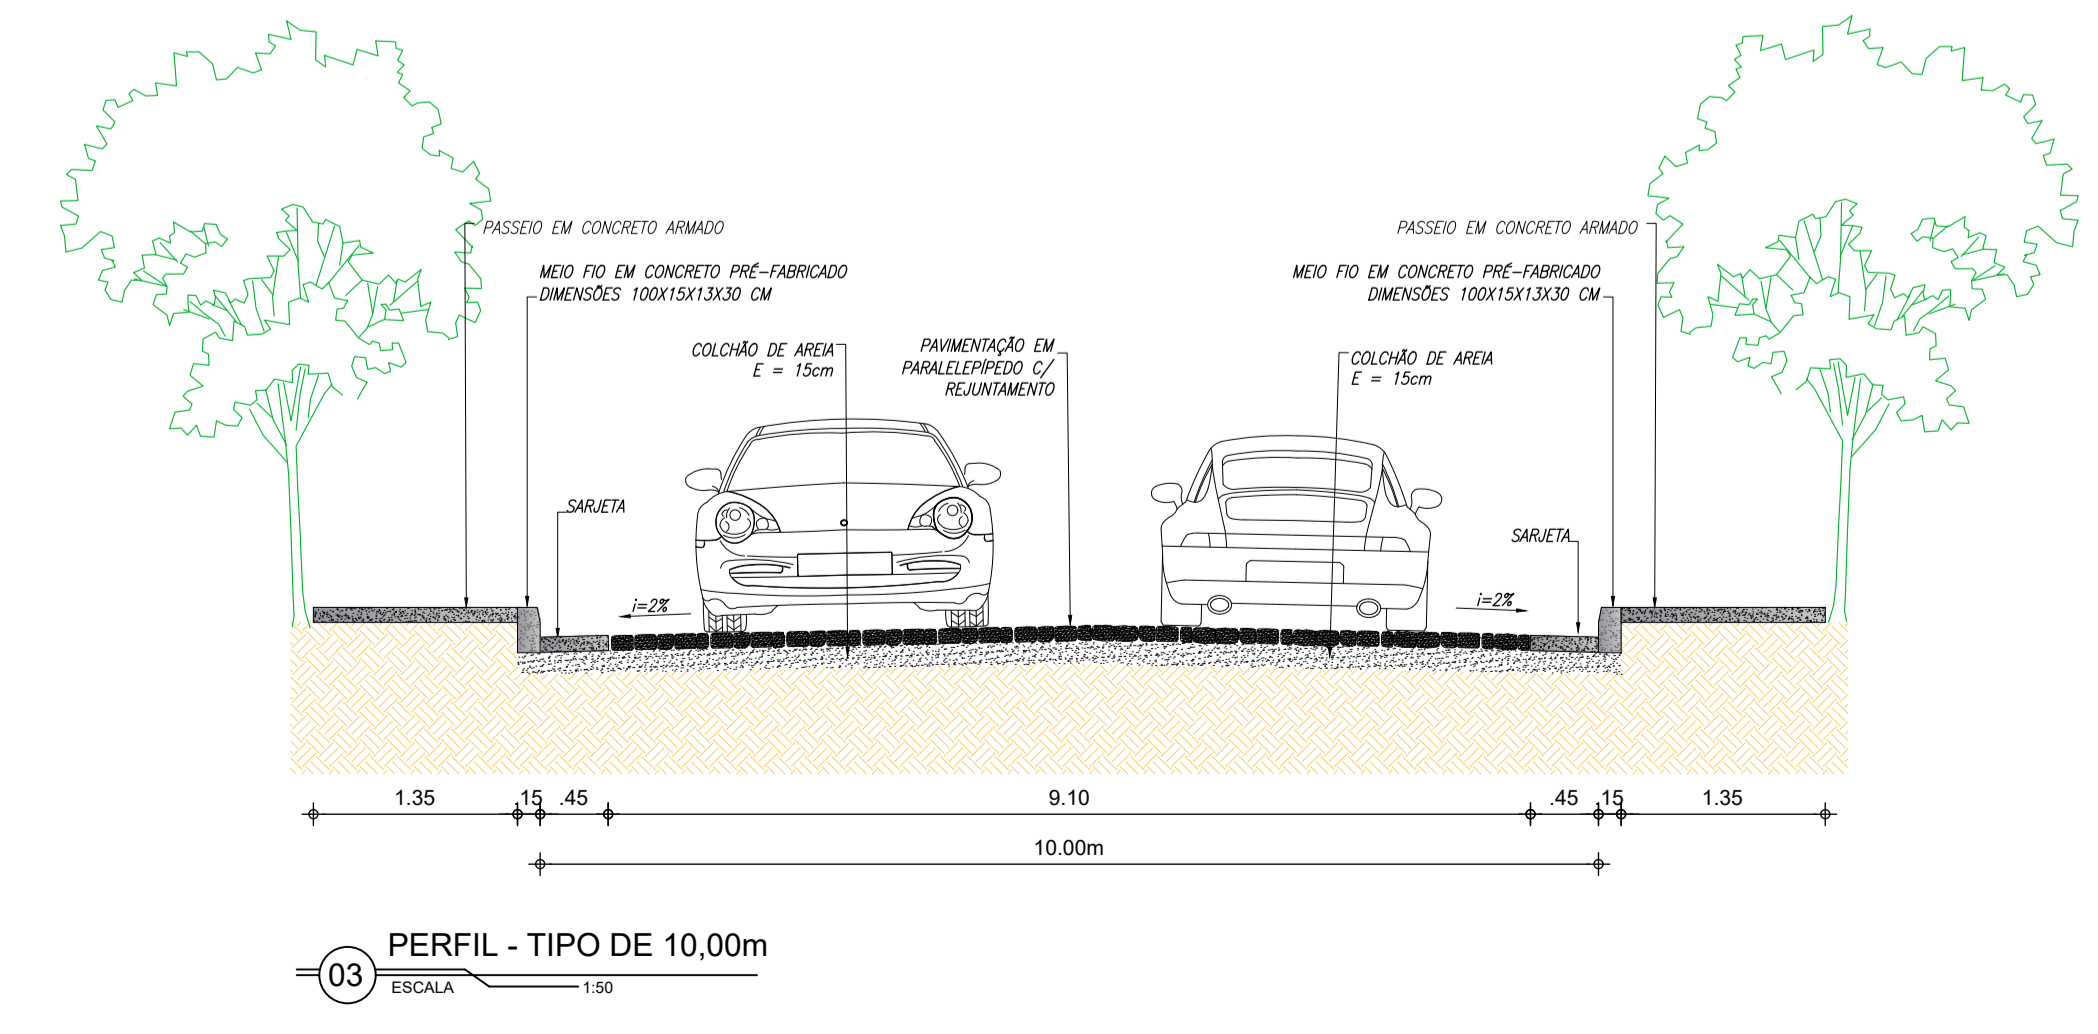 PASSEIO EM CONCRETO ARMADO
PASSEIO EM CONCRETO ARMADO
MEIO FIO EM CONCRETO PRÉ-FABRICADO
DIMENSÕES 100X15X13X30 CM
MEIO FIO EM CONCRETO PRÉ-FABRICADO
DIMENSÕES 100X15X13X30 CM
COLCHÃO DE AREIA
E = 15cm
PAVIMENTAÇÃO EM
PARALELEPÍPEDO C/
REJUNTAMENTO
COLCHÃO DE AREIA
E = 15cm
SARJETA
SARJETA
i=2%
i=2%
1.35
.15
.45
9.10
.45
.15
1.35
10.00m
03
PERFIL - TIPO DE 10,00m
ESCALA
1:50